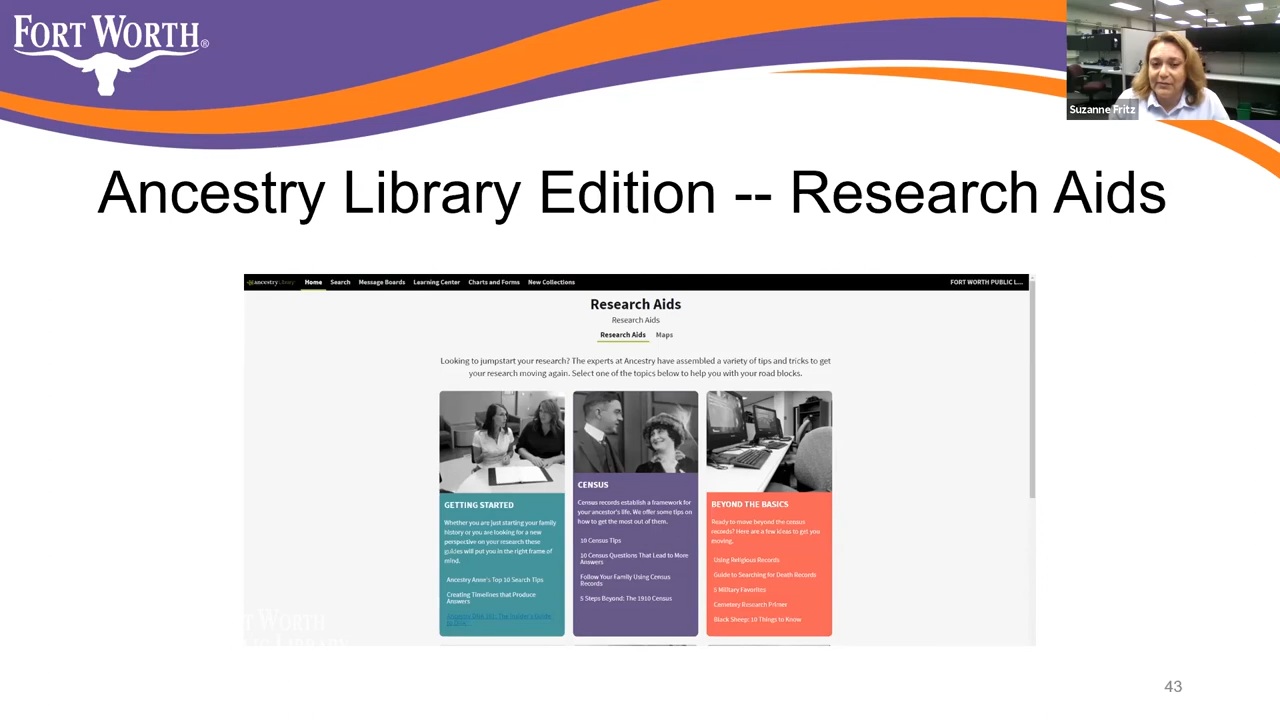 FORT WORTH®
Suzanne Fritz
Ancestry Library Edition -- Research Aids
ancestryLibrary Home Search Message Boards Learning Center Charts and Forms New Collections FORT WORTH PUBLIC L...
Research Aids
Research Aids
Research Aids Maps
Looking to jumpstart your research? The experts at Ancestry have assembled a variety of tips and tricks to get
your research moving again. Select one of the topics below to help you with your road blocks.
GETTING STARTED
Whether you are just starting your family
history or you are looking for a new
perspective on your research these
guides will put you in the right frame of
mind.
Ancestry Anne's Top 10 Search Tips
Creating Timelines that Produce
Answers
CENSUS
Census records establish a framework for
your ancestor's life. We offer some tips on
how to get the most out of them.
10 Census Tips
10 Census Questions That Lead to More
Answers
Follow Your Family Using Census
Records
5 Steps Beyond: The 1910 Census
BEYOND THE BASICS
Ready to move beyond the census
records? Here are a few ideas to get you
moving.
Using Religious Records
Guide to Searching for Death Records
5 Military Favorites
Cemetery Research Primer
Black Sheep: 10 Things to Know
T WORTH
IC LIBRARY
43